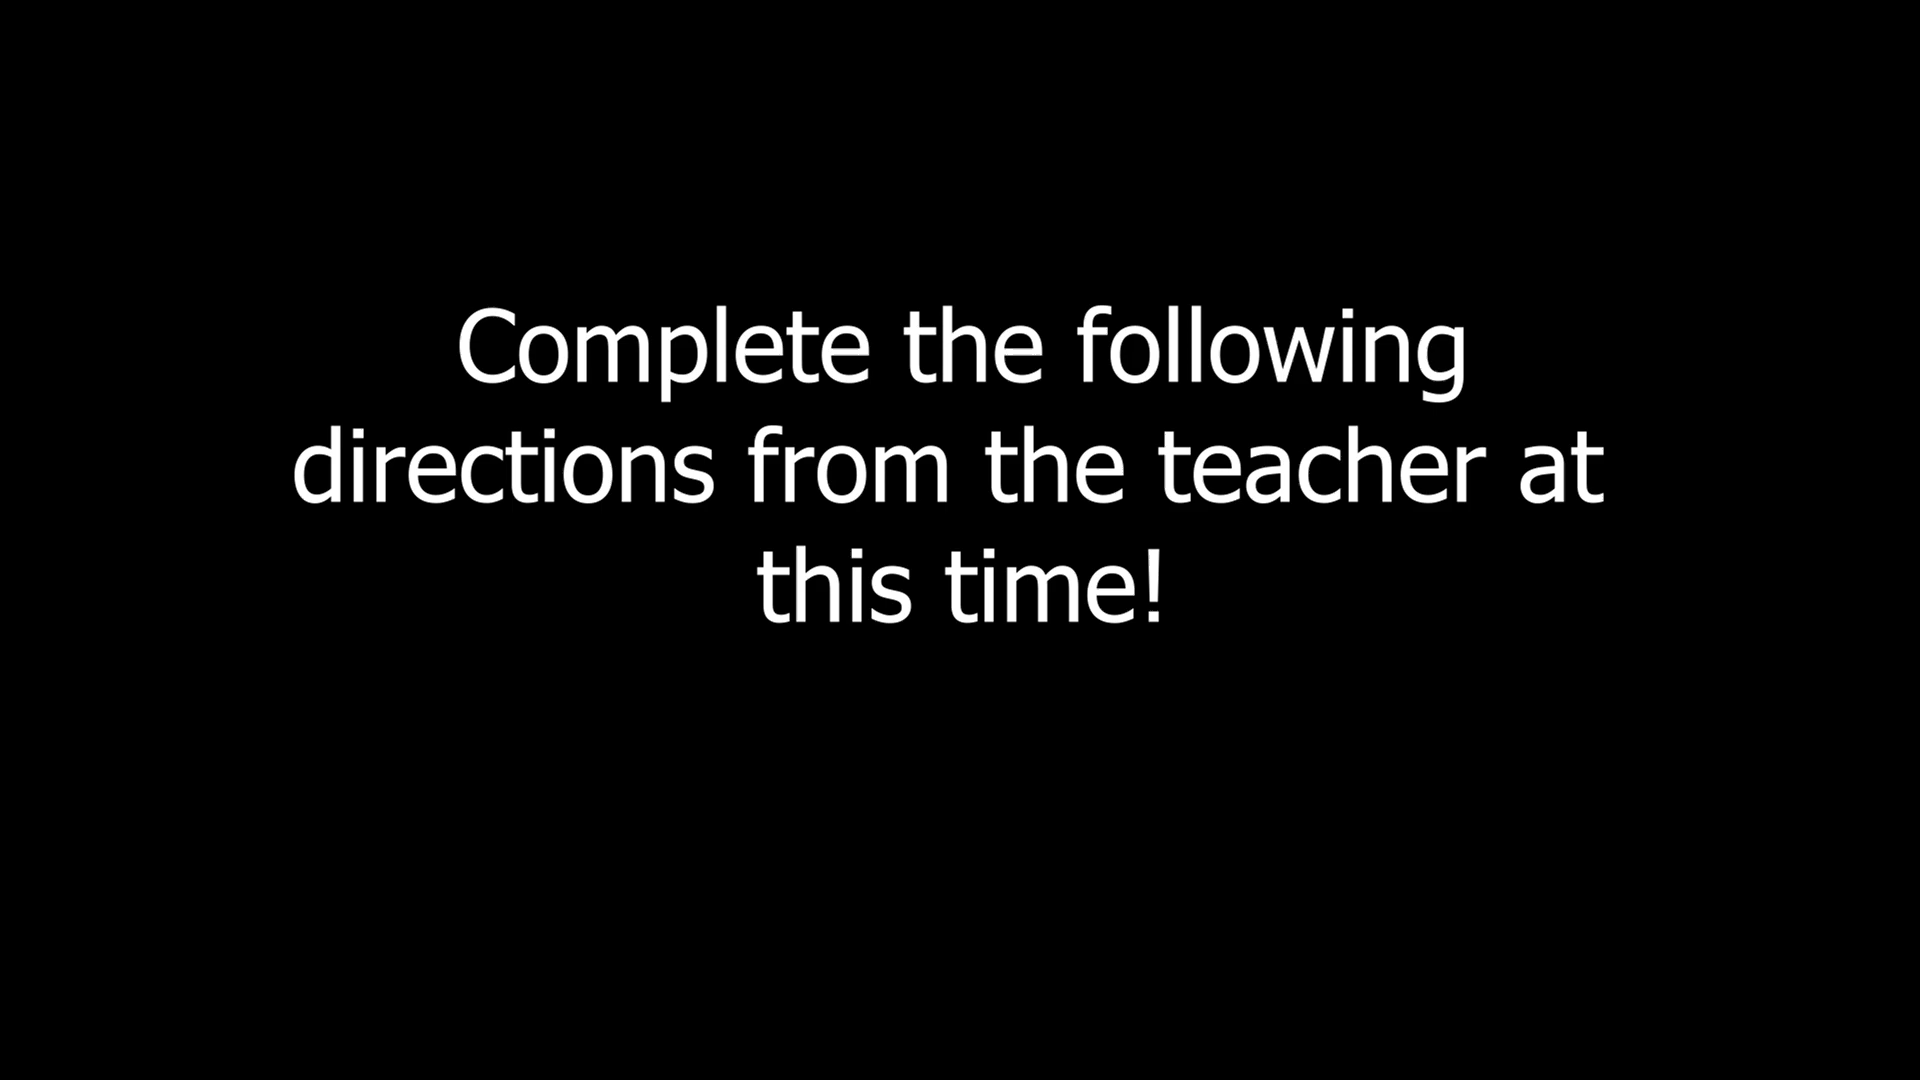 Complete the following
directions from the teacher at
this time!